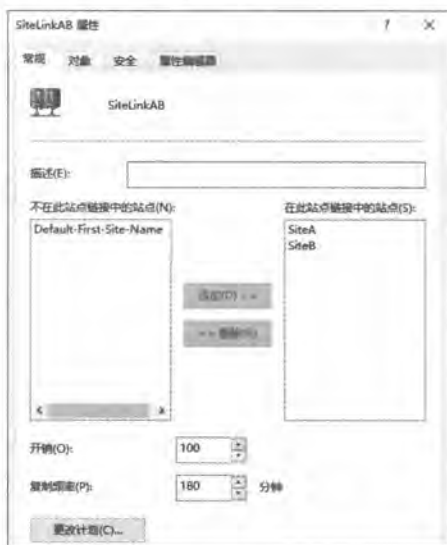 SiteLinkAB 属性
? ×
常规 对象 安全 属性编辑器
SiteLinkAB
描述(E):
不在此站点链接中的站点(N):
在此站点链接中的站点(S):
Default-First-Site-Name
SiteA
SiteB
添加(D) >>
<< 删除(R)
开销(O): 100
复制频率(P): 180 分钟
更改计划(C)...